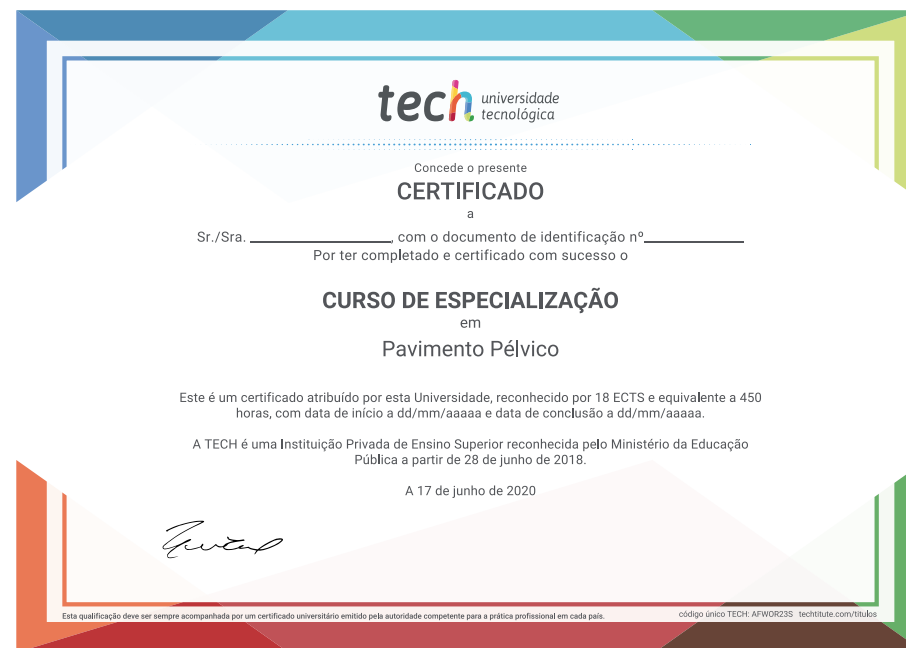 tech universidade
tecnológica
Concede o presente
CERTIFICADO
a
Sr./Sra. , com o documento de identificação nº
Por ter completado e certificado com sucesso o
CURSO DE ESPECIALIZAÇÃO
em
Pavimento Pélvico
Este é um certificado atribuído por esta Universidade, reconhecido por 18 ECTS e equivalente a 450
horas, com data de início a dd/mm/aaaaa e data de conclusão a dd/mm/aaaaa.
A TECH é uma Instituição Privada de Ensino Superior reconhecida pelo Ministério da Educação
Pública a partir de 28 de junho de 2018.
A 17 de junho de 2020
Esta qualificação deve ser sempre acompanhada por um certificado universitário emitido pela autoridade competente para a prática profissional em cada país.
código único TECH: AFWOR23S techtitute.com/titulos